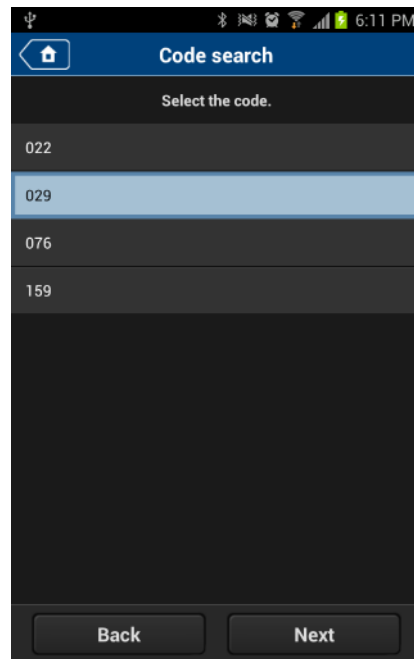 6:11 PM
Code search
Select the code.
022
029
076
159
Back Next